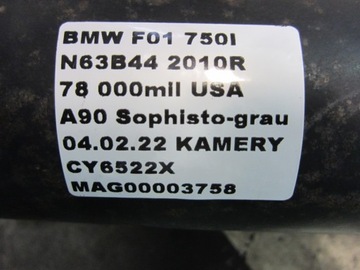 BMW F01 750I
N63B44 2010R
78 000mil USA
A90 Sophisto-grau
04.02.22 KAMERY
CY6522X
MAG00003758